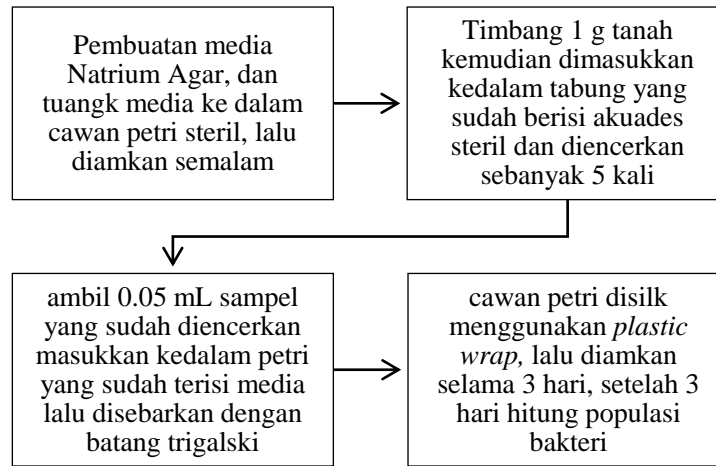 Pembuatan media
Natrium Agar, dan
tuangk media ke dalam
cawan petri steril, lalu
diamkan semalam
Timbang 1 g tanah
kemudian dimasukkan
kedalam tabung yang
sudah berisi akuades
steril dan diencerkan
sebanyak 5 kali
ambil 0.05 mL sampel
yang sudah diencerkan
masukkan kedalam petri
yang sudah terisi media
lalu disebarkan dengan
batang trigalski
cawan petri disilk
menggunakan plastic
wrap, lalu diamkan
selama 3 hari, setelah 3
hari hitung populasi
bakteri